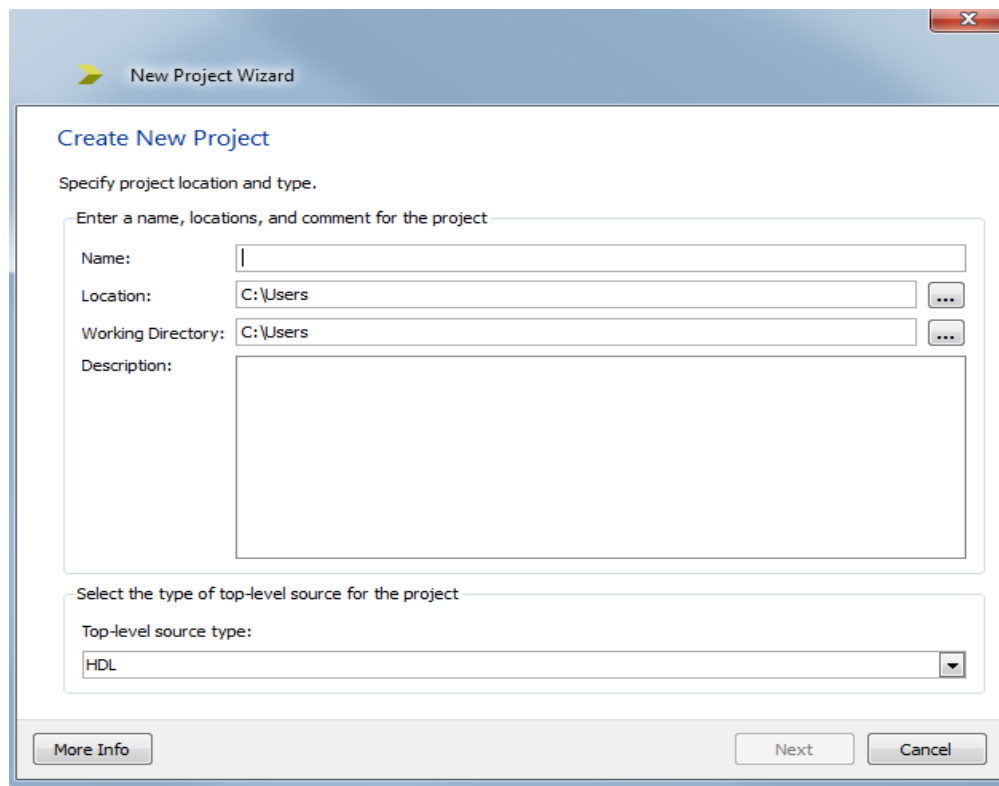 New Project Wizard
Create New Project
Specify project location and type.
Enter a name, locations, and comment for the project
Name:
Location: C:\Users ...
Working Directory: C:\Users ...
Description:
Select the type of top-level source for the project
Top-level source type:
HDL
More Info Next Cancel